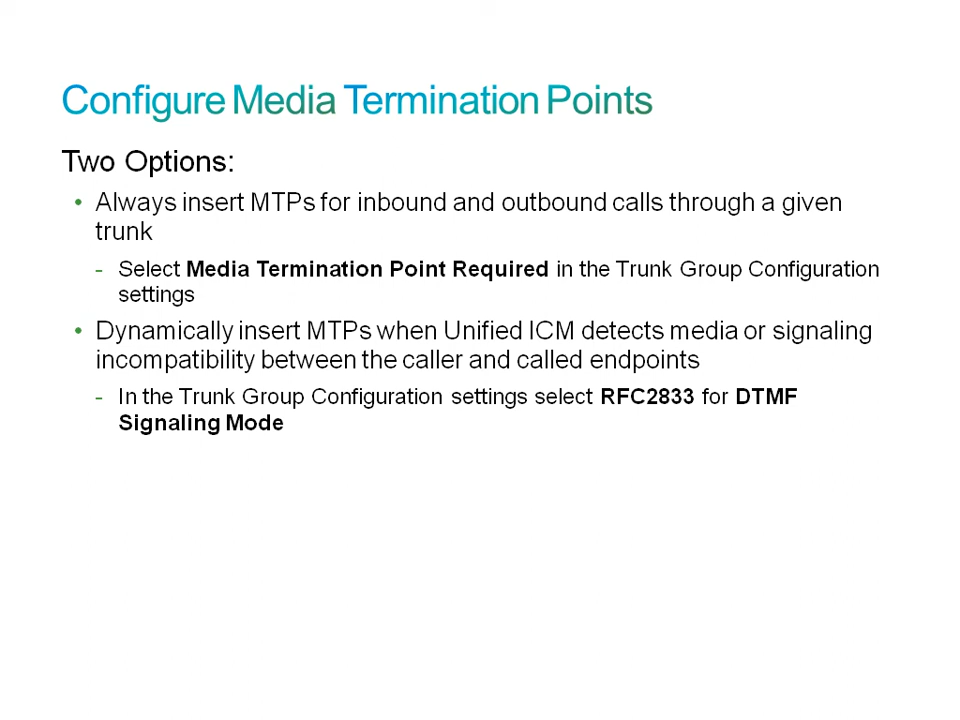 Configure Media Termination Points
Two Options:
• Always insert MTPs for inbound and outbound calls through a given
trunk
- Select Media Termination Point Required in the Trunk Group Configuration
settings
• Dynamically insert MTPs when Unified ICM detects media or signaling
incompatibility between the caller and called endpoints
- In the Trunk Group Configuration settings select RFC2833 for DTMF
Signaling Mode